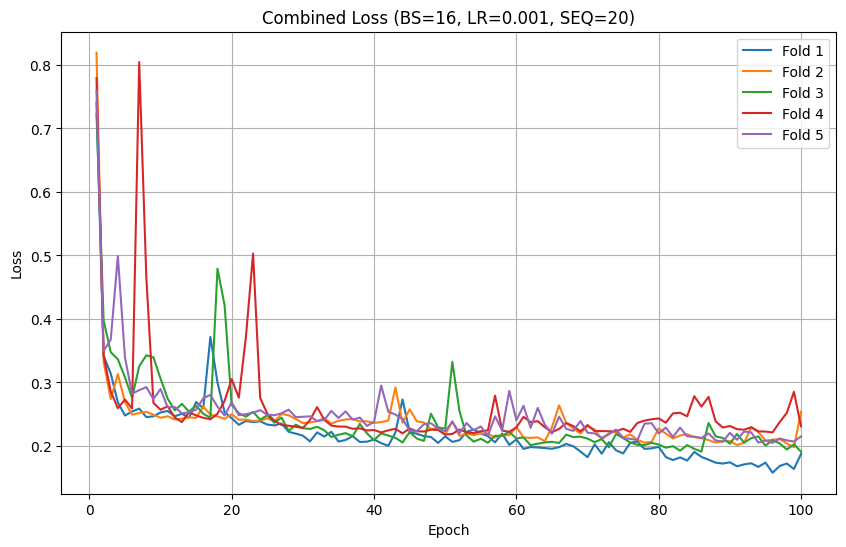 Combined Loss (BS=16, LR=0.001, SEQ=20)
Fold 1
Fold 2
Fold 3
Fold 4
Fold 5
Loss
0.8
0.7
0.6
0.5
0.4
0.3
0.2
0
20
40
60
80
100
Epoch